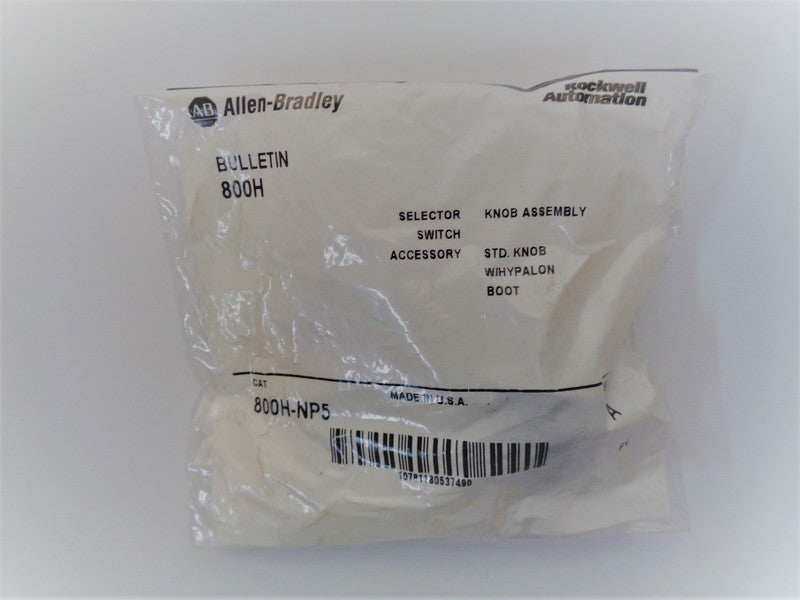 AB Allen-Bradley
Rockwell
Automation
BULLETIN
800H
SELECTOR KNOB ASSEMBLY
SWITCH
ACCESSORY STD. KNOB
W/HYPALON
BOOT
CAT
MADE IN U.S.A.
800H-NP5
A